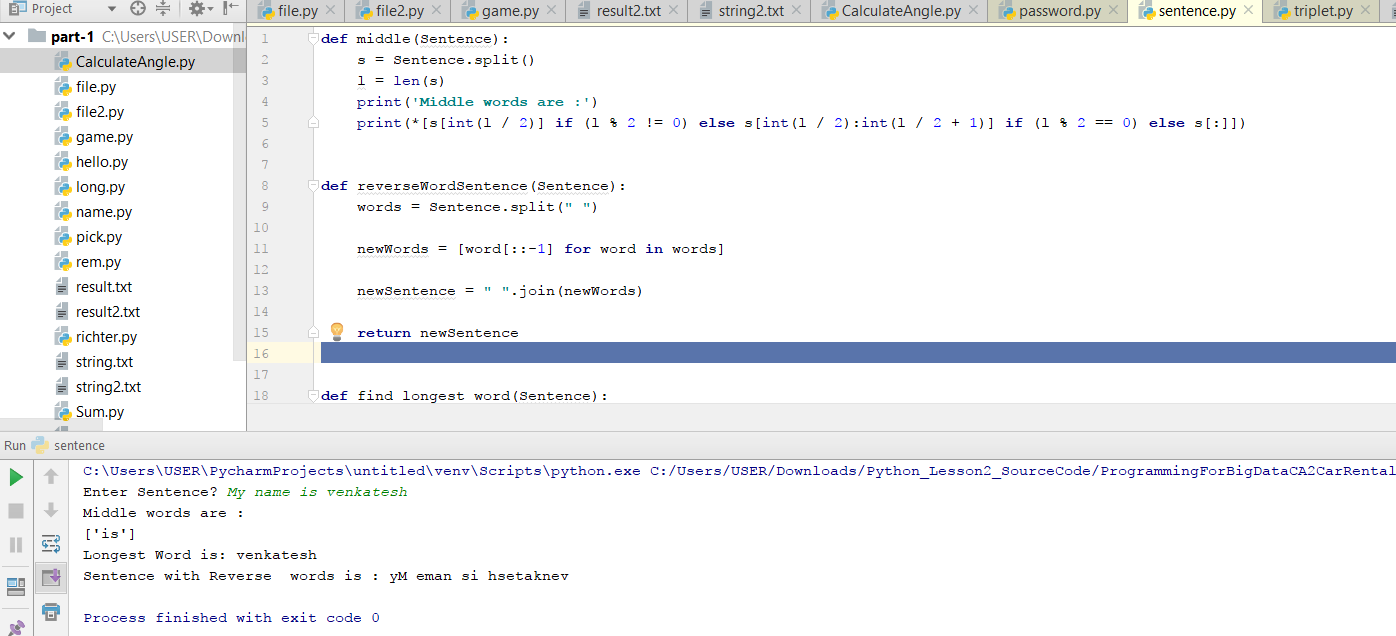 Project
file.py file2.py game.py result2.txt string2.txt CalculateAngle.py password.py sentence.py triplet.py
part-1 C:\Users\USER\Downl
CalculateAngle.py
file.py
file2.py
game.py
hello.py
long.py
name.py
pick.py
rem.py
result.txt
result2.txt
richter.py
string.txt
string2.txt
Sum.py
1 def middle(Sentence):
2 s = Sentence.split()
3 l = len(s)
4 print('Middle words are :')
5 print(*[s[int(l / 2)] if (l % 2 != 0) else s[int(l / 2):int(l / 2 + 1)] if (l % 2 == 0) else s[:]])
6
7
8 def reverseWordSentence(Sentence):
9 words = Sentence.split(" ")
10
11 newWords = [word[::-1] for word in words]
12
13 newSentence = " ".join(newWords)
14
15 return newSentence
16
17
18 def find longest word(Sentence):
Run sentence
C:\Users\USER\PycharmProjects\untitled\venv\Scripts\python.exe C:/Users/USER/Downloads/Python_Lesson2_SourceCode/ProgrammingForBigDataCA2CarRental
Enter Sentence? My name is venkatesh
Middle words are :
['is']
Longest Word is: venkatesh
Sentence with Reverse  words is : yM eman si hsetaknev
Process finished with exit code 0